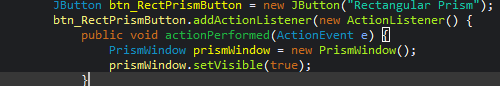 JButton btn_RectPrismButton = new JButton("Rectangular Prism");
btn_RectPrismButton.addActionListener(new ActionListener() {
public void actionPerformed(ActionEvent e) {
PrismWindow prismWindow = new PrismWindow();
prismWindow.setVisible(true);
}